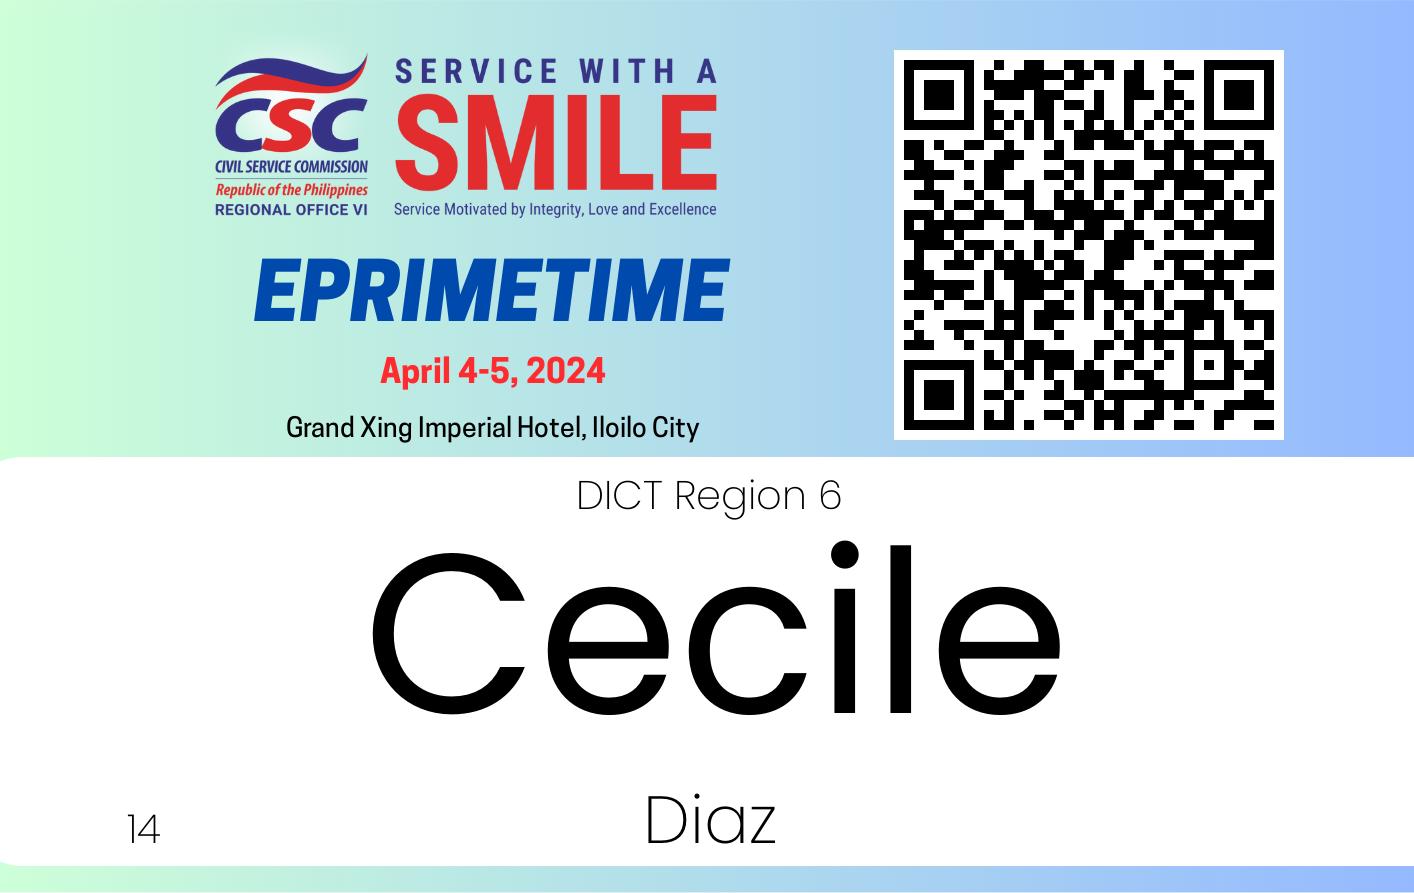 CSC
CIVIL SERVICE COMMISSION
Republic of the Philippines
REGIONAL OFFICE VI
SERVICE WITH A
SMILE
Service Motivated by Integrity, Love and Excellence
EPRIMETIME
April 4-5, 2024
Grand Xing Imperial Hotel, Iloilo City
DICT Region 6
Cecile
Diaz
14